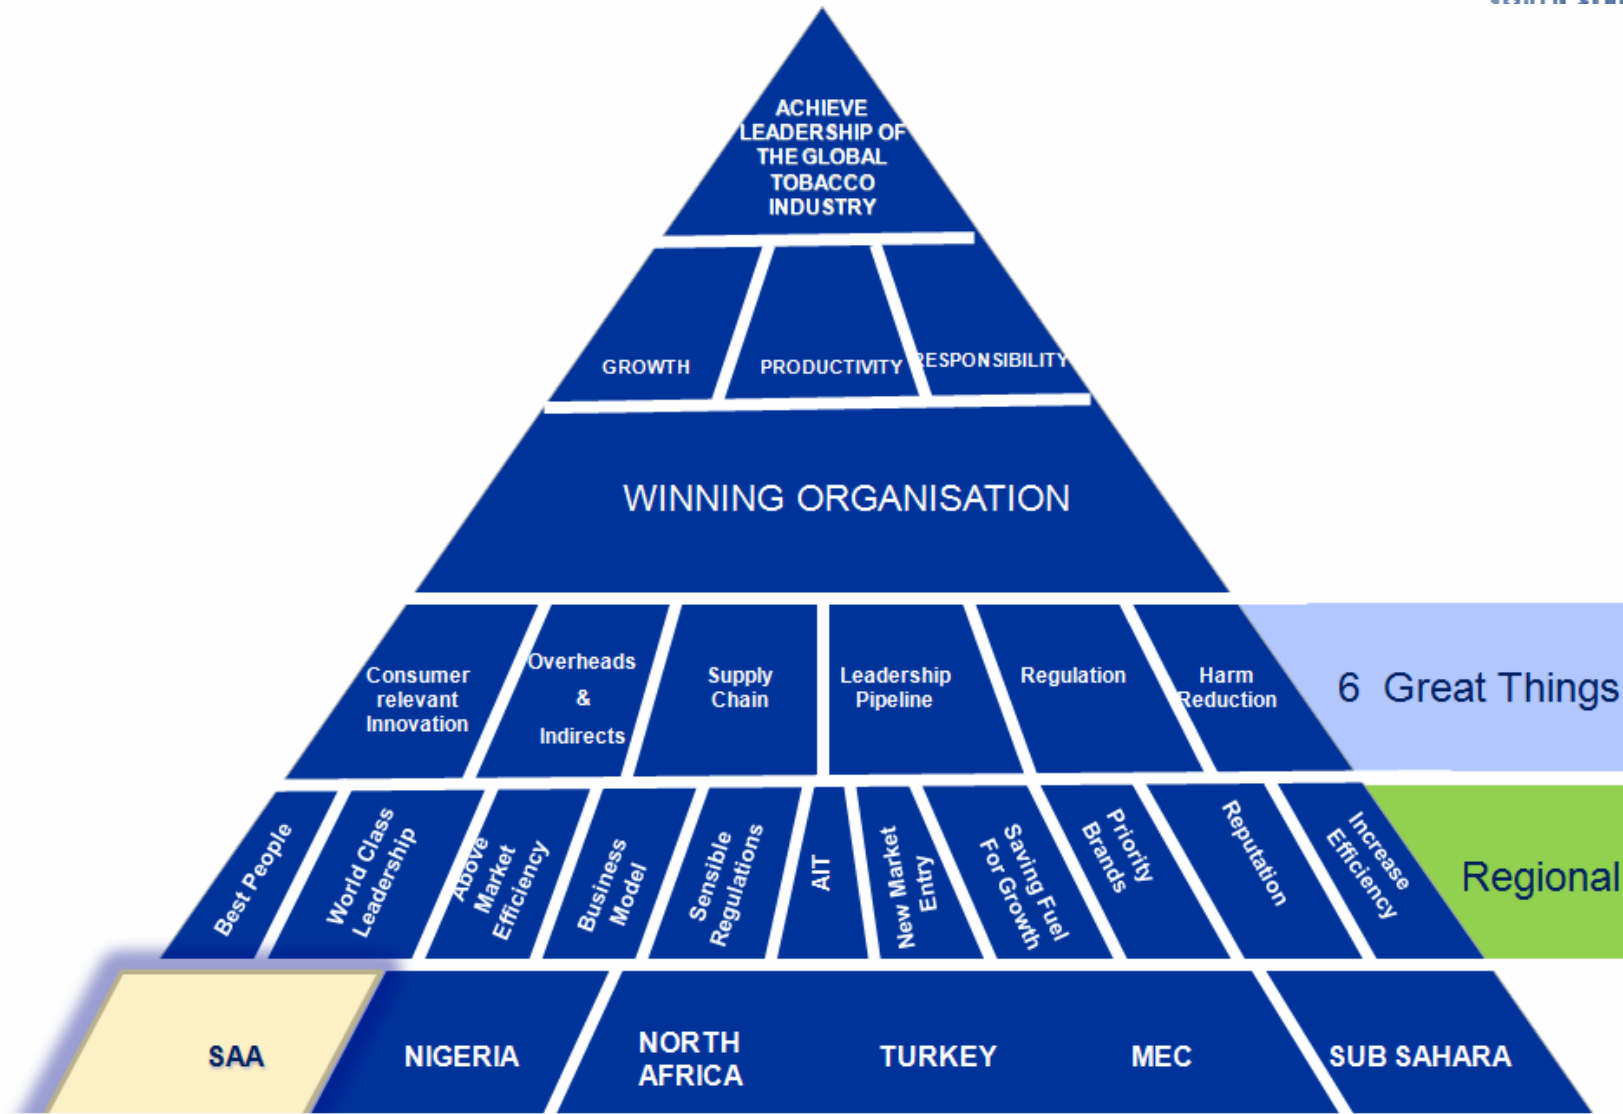 ACHIEVE
LEADERSHIP OF
THE GLOBAL
TOBACCO
INDUSTRY
GROWTH
PRODUCTIVITY
RESPONSIBILITY
WINNING ORGANISATION
Consumer
relevant
Innovation
Overheads
&
Indirects
Supply
Chain
Leadership
Pipeline
Regulation
Harm
Reduction
6 Great Things
Best People
World Class
Leadership
Above
Market
Efficiency
Business
Model
Sensible
Regulations
AIT
New Market
Entry
Saving Fuel
For Growth
Priority
Brands
Reputation
Increase
Efficiency
Regional
SAA
NIGERIA
NORTH
AFRICA
TURKEY
MEC
SUB SAHARA